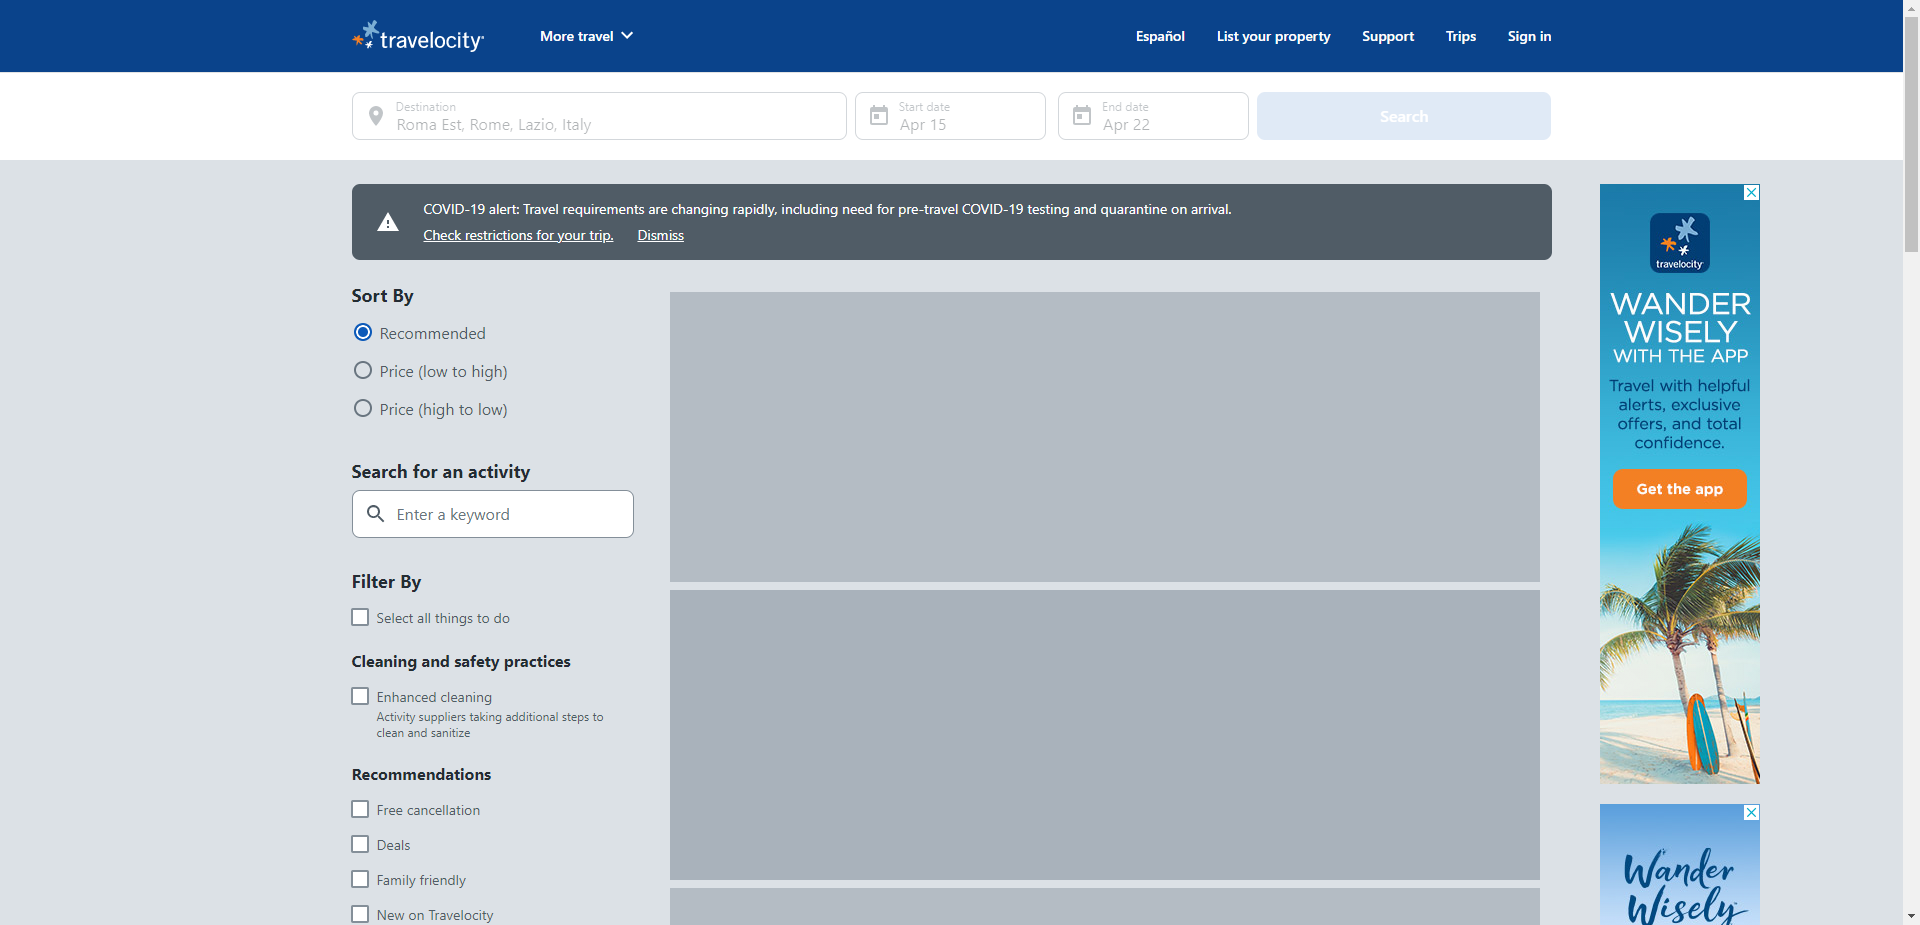 travelocity
More travel
Español
List your property
Support
Trips
Sign in
Destination
Roma Est, Rome, Lazio, Italy
Start date
Apr 15
End date
Apr 22
Search
COVID-19 alert: Travel requirements are changing rapidly, including need for pre-travel COVID-19 testing and quarantine on arrival.
Check restrictions for your trip.
Dismiss
Sort By
Recommended
Price (low to high)
Price (high to low)
Search for an activity
Enter a keyword
Filter By
Select all things to do
Cleaning and safety practices
Enhanced cleaning
Activity suppliers taking additional steps to
clean and sanitize
Recommendations
Free cancellation
Deals
Family friendly
New on Travelocity
travelocity
WANDER
WISELY
WITH THE APP
Travel with helpful
alerts, exclusive
offers, and total
confidence.
Get the app
Wander
Wisely